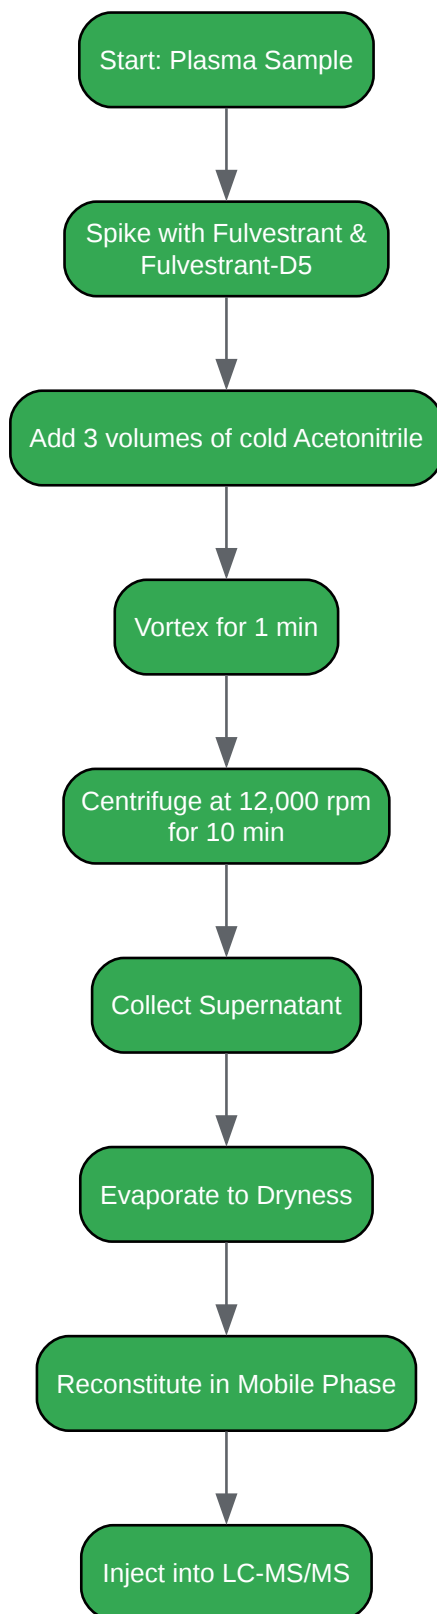 Start: Plasma Sample
Spike with Fulvestrant &
Fulvestrant-D5
Add 3 volumes of cold Acetonitrile
Vortex for 1 min
Centrifuge at 12,000 rpm
for 10 min
Collect Supernatant
Evaporate to Dryness
Reconstitute in Mobile Phase
Inject into LC-MS/MS